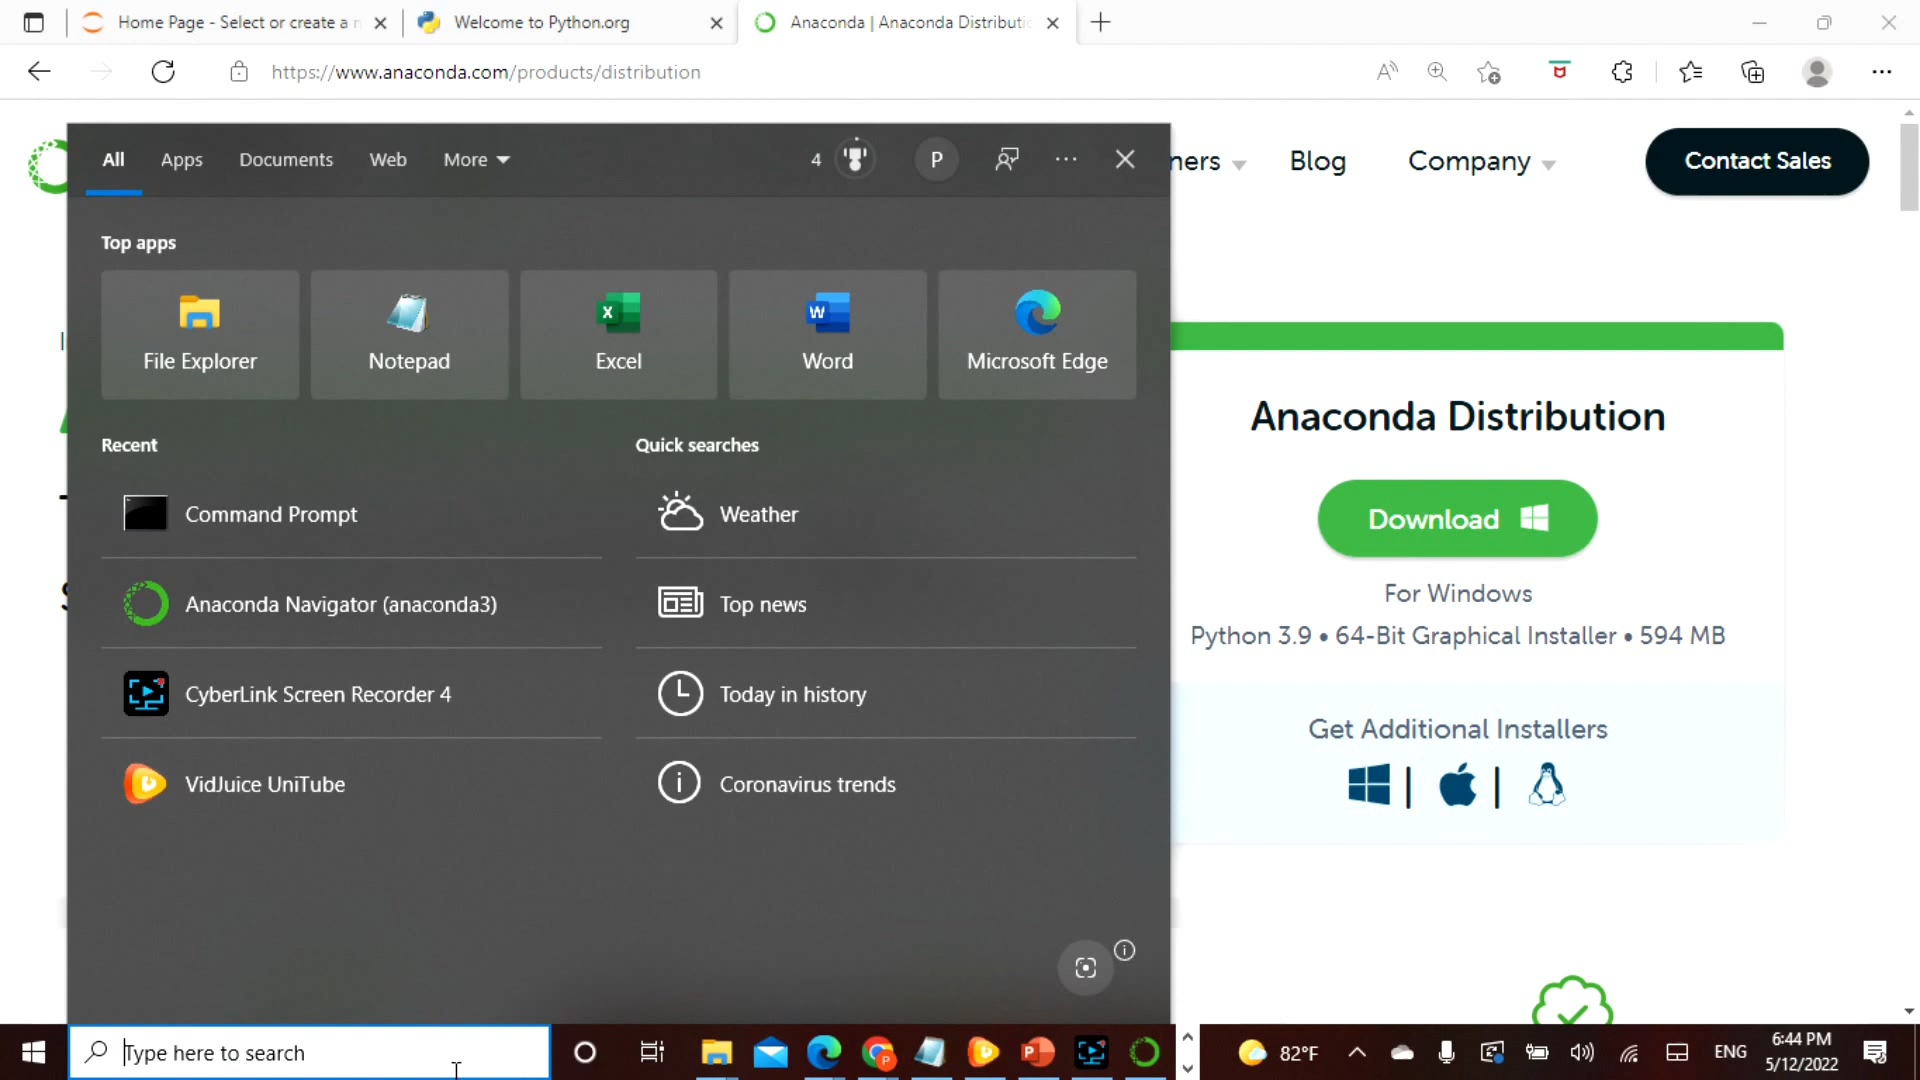 Home Page - Select or create a n
Welcome to Python.org
Anaconda | Anaconda Distributi
https://www.anaconda.com/products/distribution
All
Apps
Documents
Web
More
4
P
Blog
Company
Contact Sales
Top apps
File Explorer
Notepad
Excel
Word
Microsoft Edge
Recent
Quick searches
Command Prompt
Weather
Anaconda Navigator (anaconda3)
Top news
CyberLink Screen Recorder 4
Today in history
VidJuice UniTube
Coronavirus trends
Anaconda Distribution
Download
For Windows
Python 3.9 • 64-Bit Graphical Installer • 594 MB
Get Additional Installers
Type here to search
82°F
ENG
6:44 PM
5/12/2022